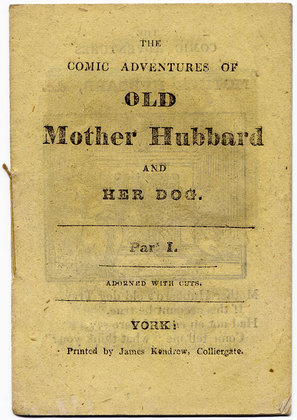 THE
COMIC ADVENTURES OF
OLD
Mother Hubbard
AND
HER DOG.
Part I.
ADORNED WITH CUTS.
YORK:
Printed by James Kendrew, Colliergate.